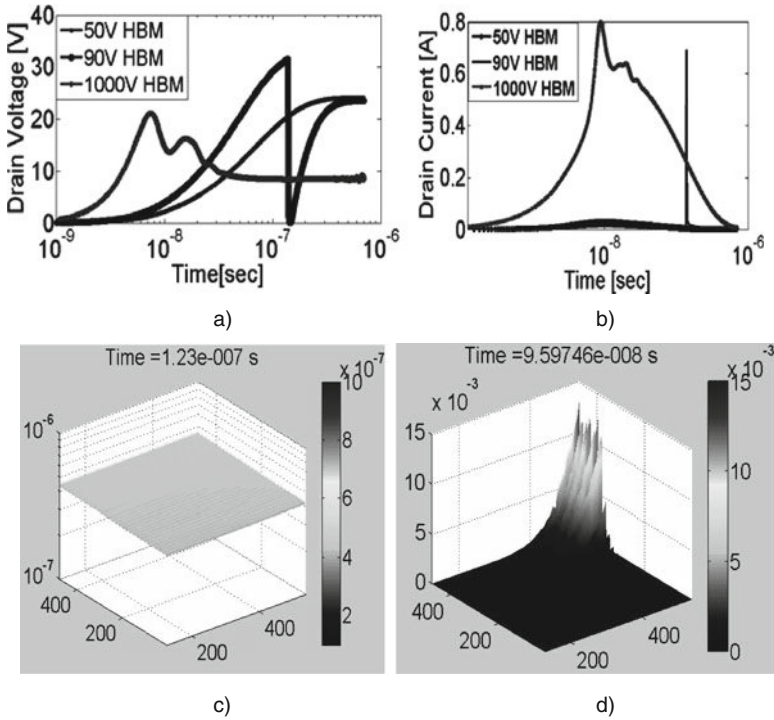 40
30
20
10
0
Drain Voltage [V]
50V HBM
90V HBM
1000V HBM
10⁻⁹
10⁻⁸
10⁻⁷
10⁻⁶
Time[sec]
a)
0.8
0.6
0.4
0.2
0
Drain Current [A]
50V HBM
90V HBM
1000V HBM
10⁻⁸
10⁻⁶
Time [sec]
b)
Time =1.23e-007 s
x 10⁻⁷
10⁻⁶
10⁻⁷
400
200
200
400
10
8
6
4
2
c)
Time =9.59746e-008 s
x 10⁻³
x 10⁻³
15
10
5
0
400
200
200
400
15
10
5
0
d)